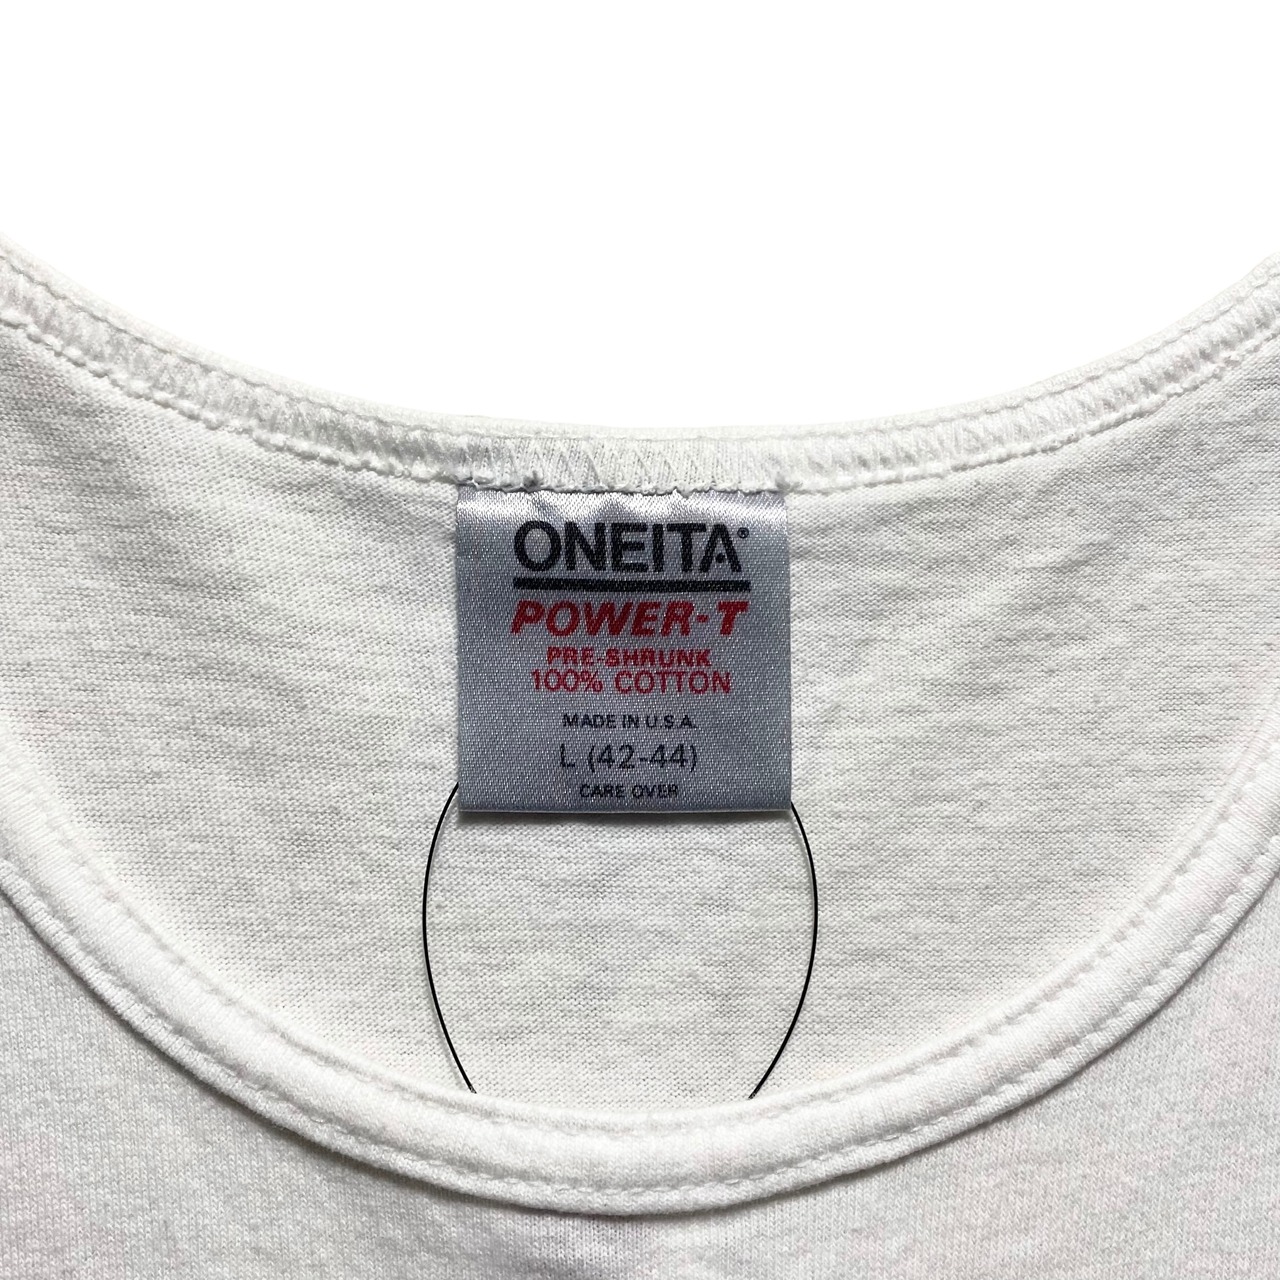 ONEITA®
POWER-T
PRE-SHRUNK
100% COTTON
MADE IN U.S.A.
L (42-44)
CARE OVER